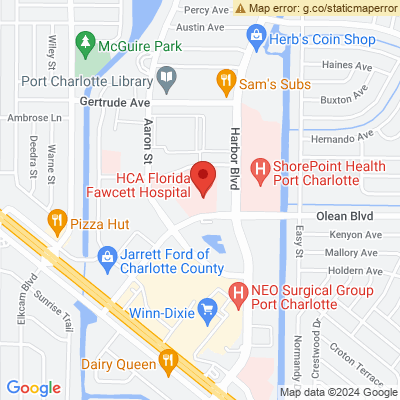 Map error: g.co/staticmaperror
Percy Ave
Austin Ave
McGuire Park
Herb's Coin Shop
Wiley St
Haines Ave
Port Charlotte Library
Sam's Subs
Buxton Ave
Gertrude Ave
Ambrose Ln
Hernando Ave
Aaron St
Harbor Blvd
Deedra St
Warne St
HCA Florida
Fawcett Hospital
ShorePoint Health
Port Charlotte
Olean Blvd
Pizza Hut
Easy St
Kenyon Ave
Mallory Ave
Jarrett Ford of
Charlotte County
Holdern Ave
Elkcam Blvd
Sunrise Trail
NEO Surgical Group
Port Charlotte
Winn-Dixie
Normandy Dr
Crestwood Dr
Croton Terrace
Dairy Queen
Google
Map data ©2024 Google